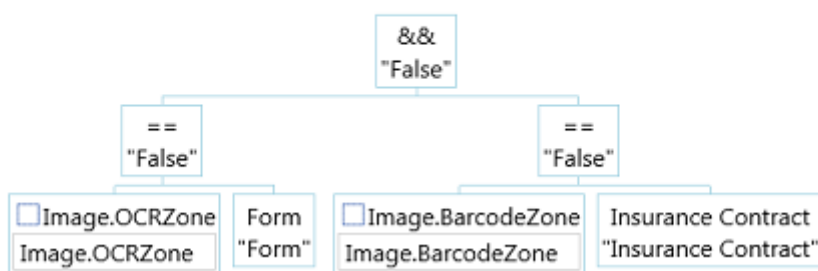 &&
"False"
==
"False"
==
"False"
Image.OCRZone
Image.OCRZone
Form
"Form"
Image.BarcodeZone
Image.BarcodeZone
Insurance Contract
"Insurance Contract"